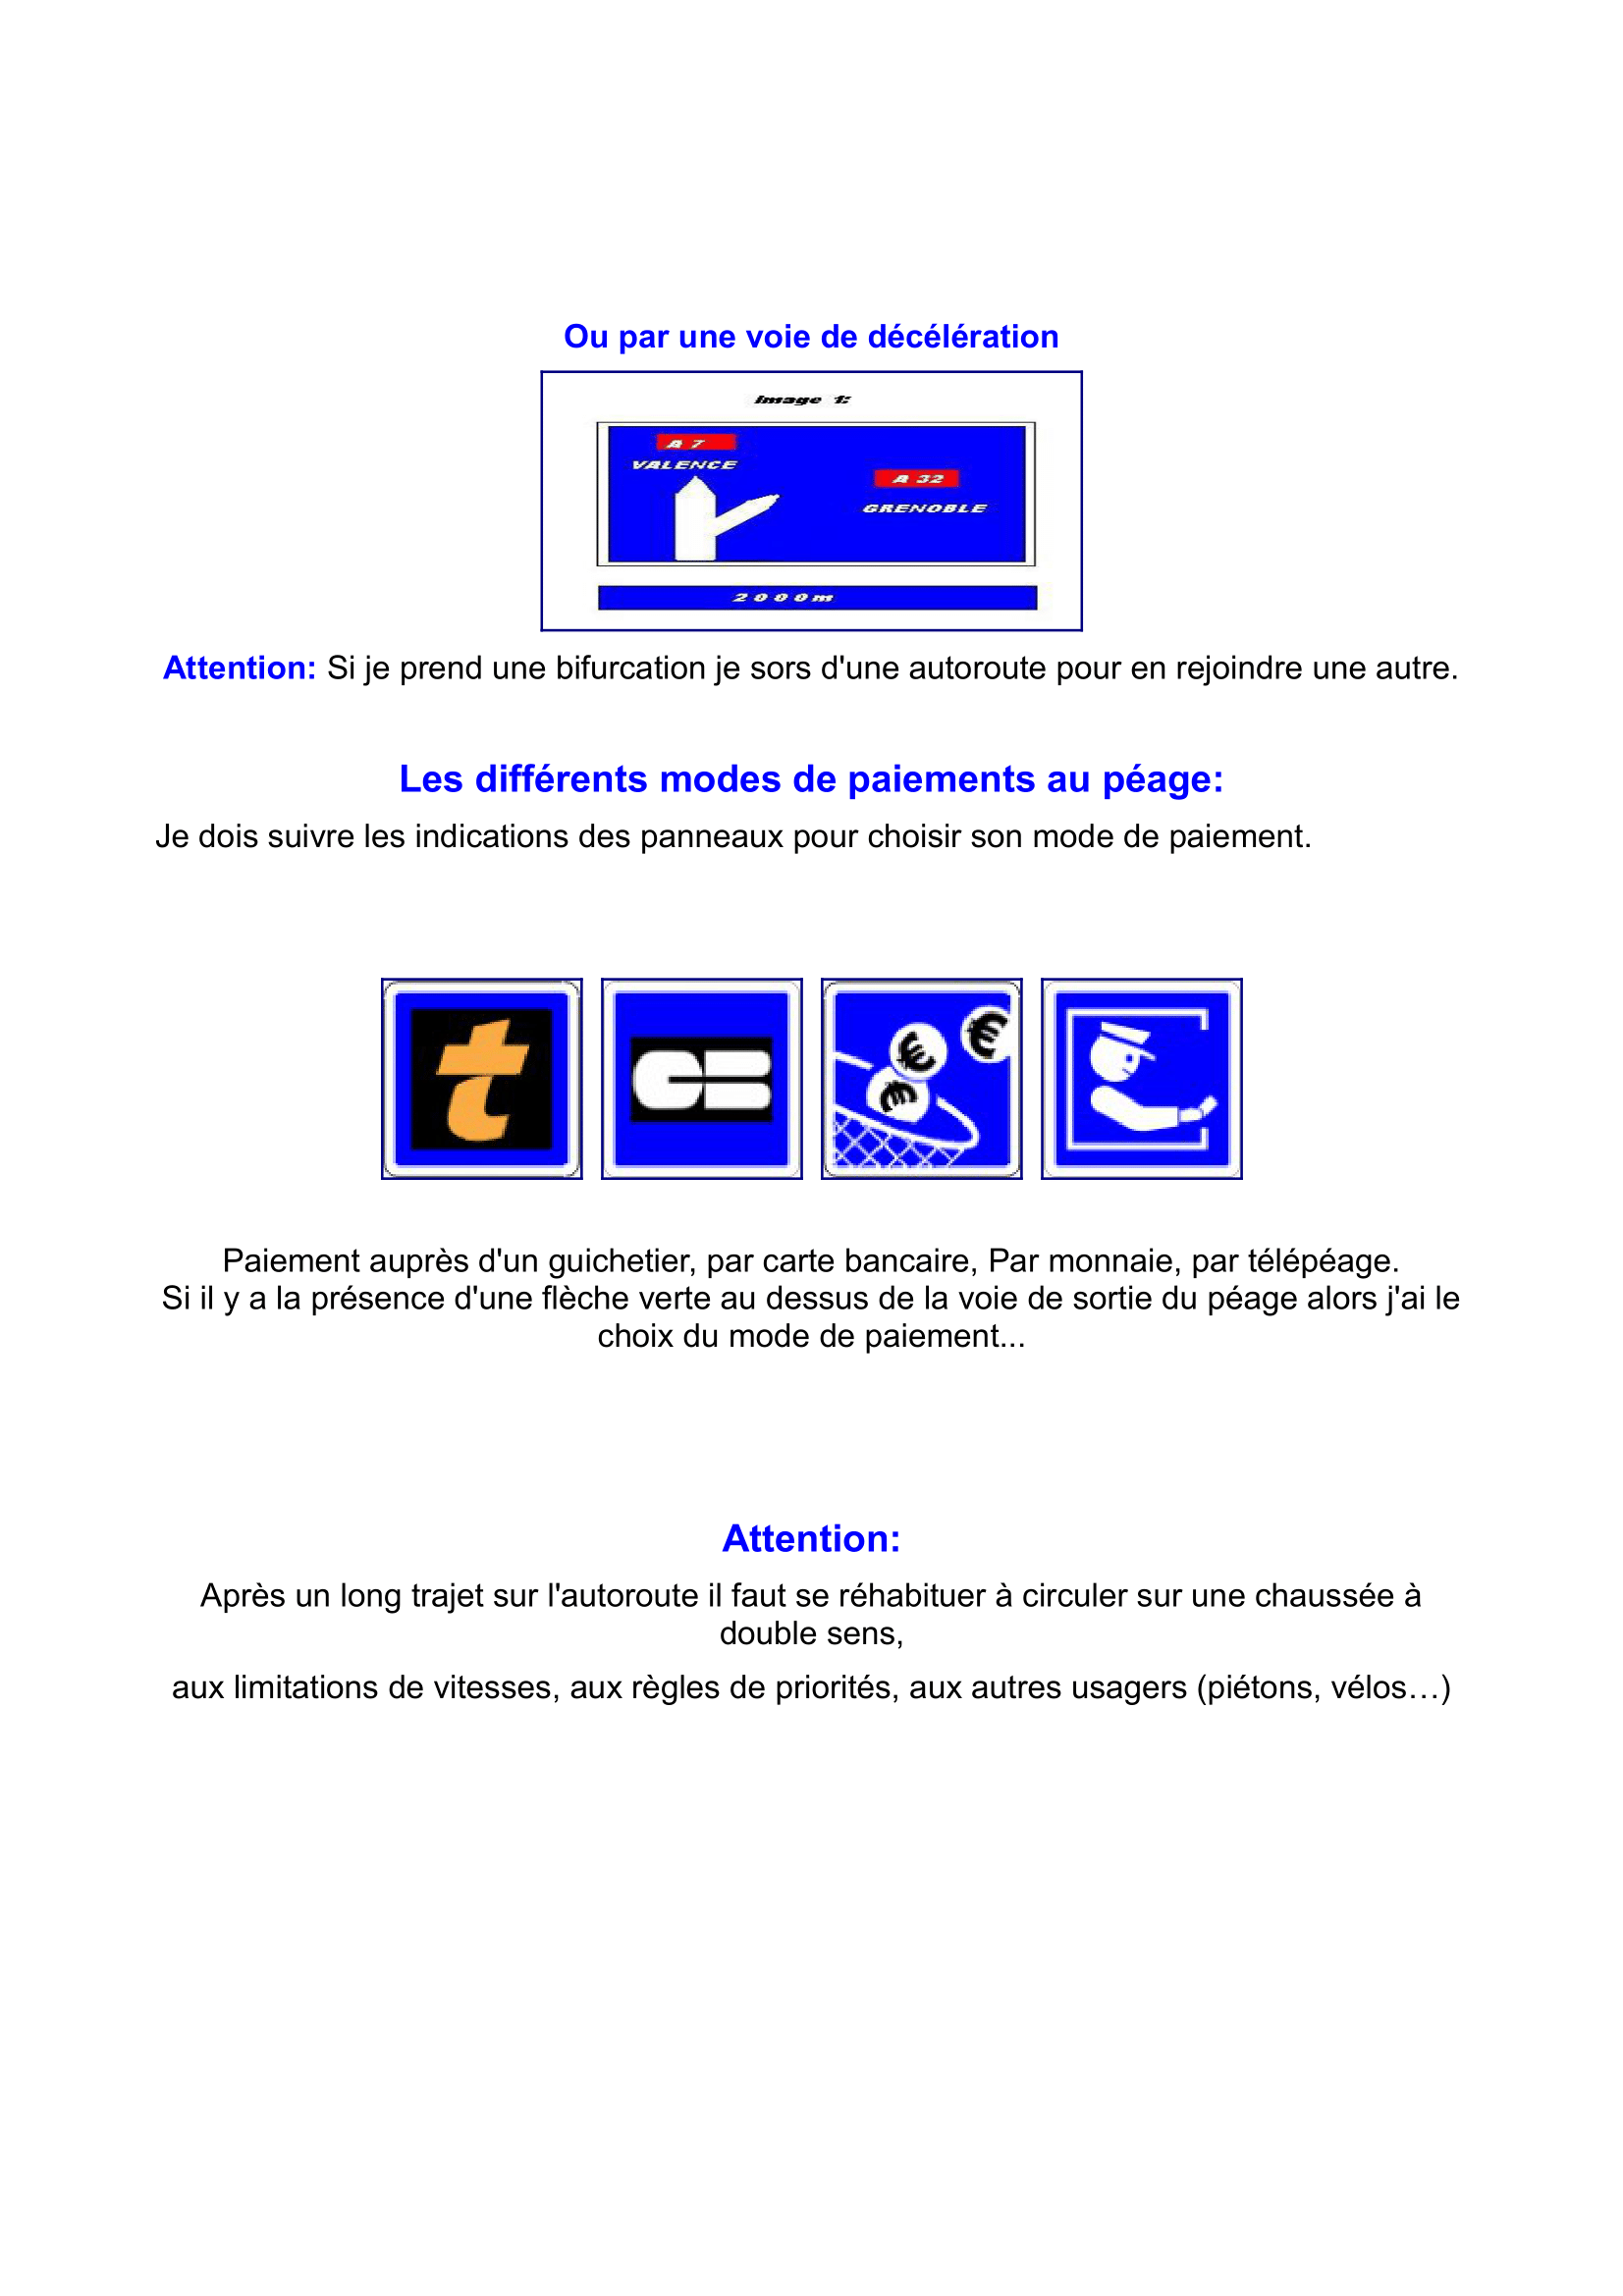 Ou par une voie de décélération
Image 1:
A 7
VALENCE
A 32
GRENOBLE
2000m
Attention: Si je prend une bifurcation je sors d'une autoroute pour en rejoindre une autre.
Les différents modes de paiements au péage:
Je dois suivre les indications des panneaux pour choisir son mode de paiement.
t
CB
€
€
€
Paiement auprès d'un guichetier, par carte bancaire, Par monnaie, par télépéage.
Si il y a la présence d'une flèche verte au dessus de la voie de sortie du péage alors j'ai le
choix du mode de paiement...
Attention:
Après un long trajet sur l'autoroute il faut se réhabituer à circuler sur une chaussée à
double sens,
aux limitations de vitesses, aux règles de priorités, aux autres usagers (piétons, vélos…)